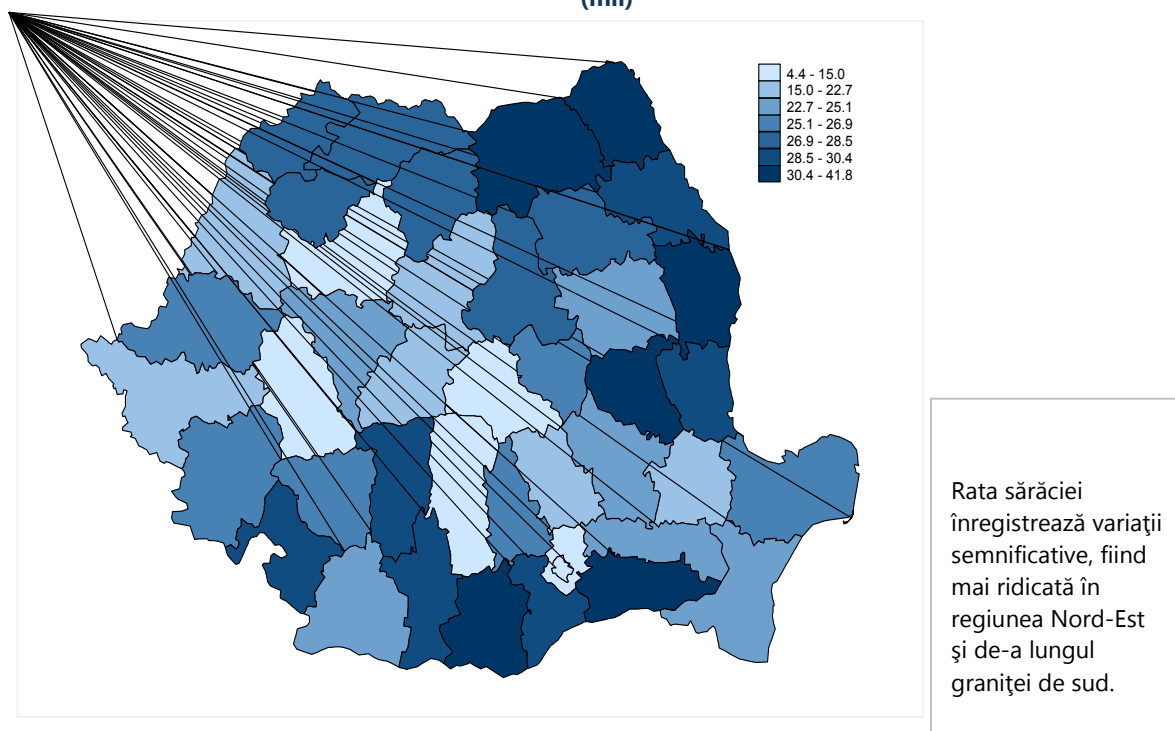 (mii)
4.4 - 15.0
15.0 - 22.7
22.7 - 25.1
25.1 - 26.9
26.9 - 28.5
28.5 - 30.4
30.4 - 41.8
Rata sărăciei
înregistrează variaţii
semnificative, fiind
mai ridicată în
regiunea Nord-Est
şi de-a lungul
graniţei de sud.